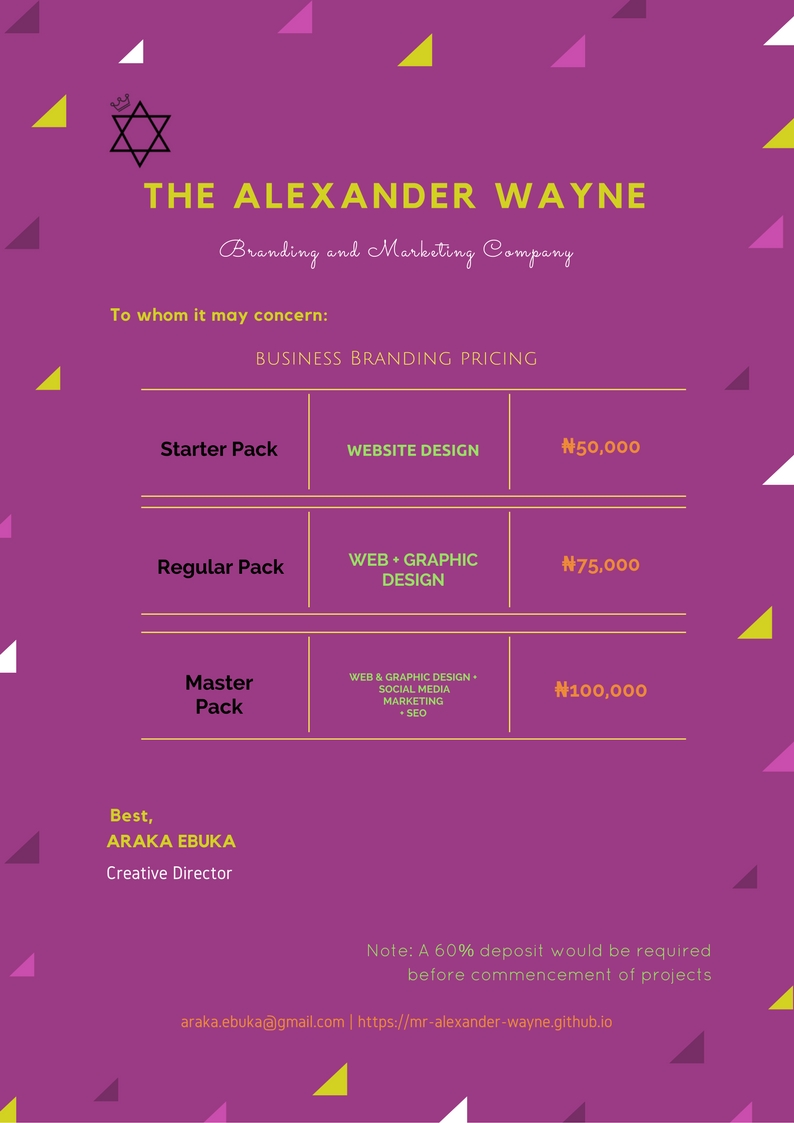 THE ALEXANDER WAYNE
Branding and Marketing Company
To whom it may concern:
BUSINESS BRANDING PRICING
Starter Pack
WEBSITE DESIGN
₦50,000
Regular Pack
WEB + GRAPHIC
DESIGN
₦75,000
Master
Pack
WEB & GRAPHIC DESIGN +
SOCIAL MEDIA
MARKETING
+ SEO
₦100,000
Best,
ARAKA EBUKA
Creative Director
Note: A 60% deposit would be required
before commencement of projects
araka.ebuka@gmail.com | https://mr-alexander-wayne.github.io